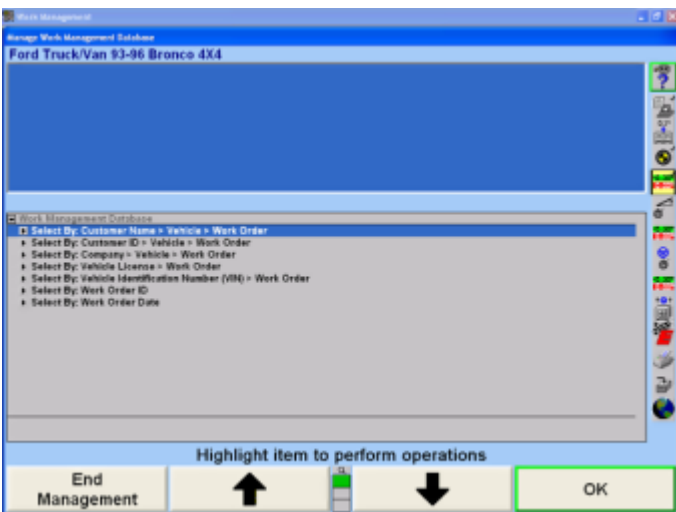 Work Management
Manage Work Management Database
Ford Truck/Van 93-96 Bronco 4X4
Work Management Database
Select By: Customer Name > Vehicle > Work Order
Select By: Customer ID > Vehicle > Work Order
Select By: Company > Vehicle > Work Order
Select By: Vehicle License > Work Order
Select By: Vehicle Identification Number (VIN) > Work Order
Select By: Work Order ID
Select By: Work Order Date
Highlight item to perform operations
End
Management
OK